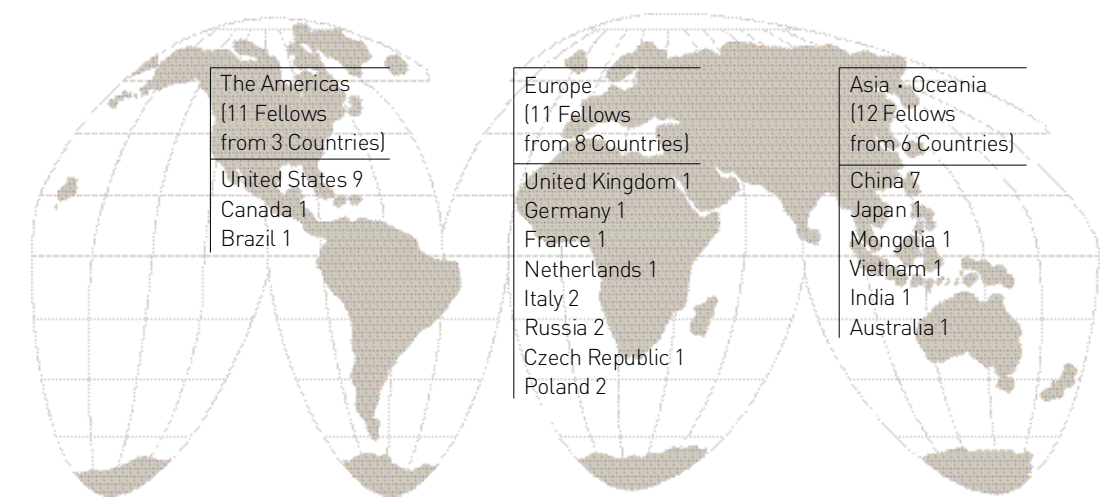 The Americas
(11 Fellows
from 3 Countries)
United States 9
Canada 1
Brazil 1
Europe
(11 Fellows
from 8 Countries)
United Kingdom 1
Germany 1
France 1
Netherlands 1
Italy 2
Russia 2
Czech Republic 1
Poland 2
Asia・Oceania
(12 Fellows
from 6 Countries)
China 7
Japan 1
Mongolia 1
Vietnam 1
India 1
Australia 1